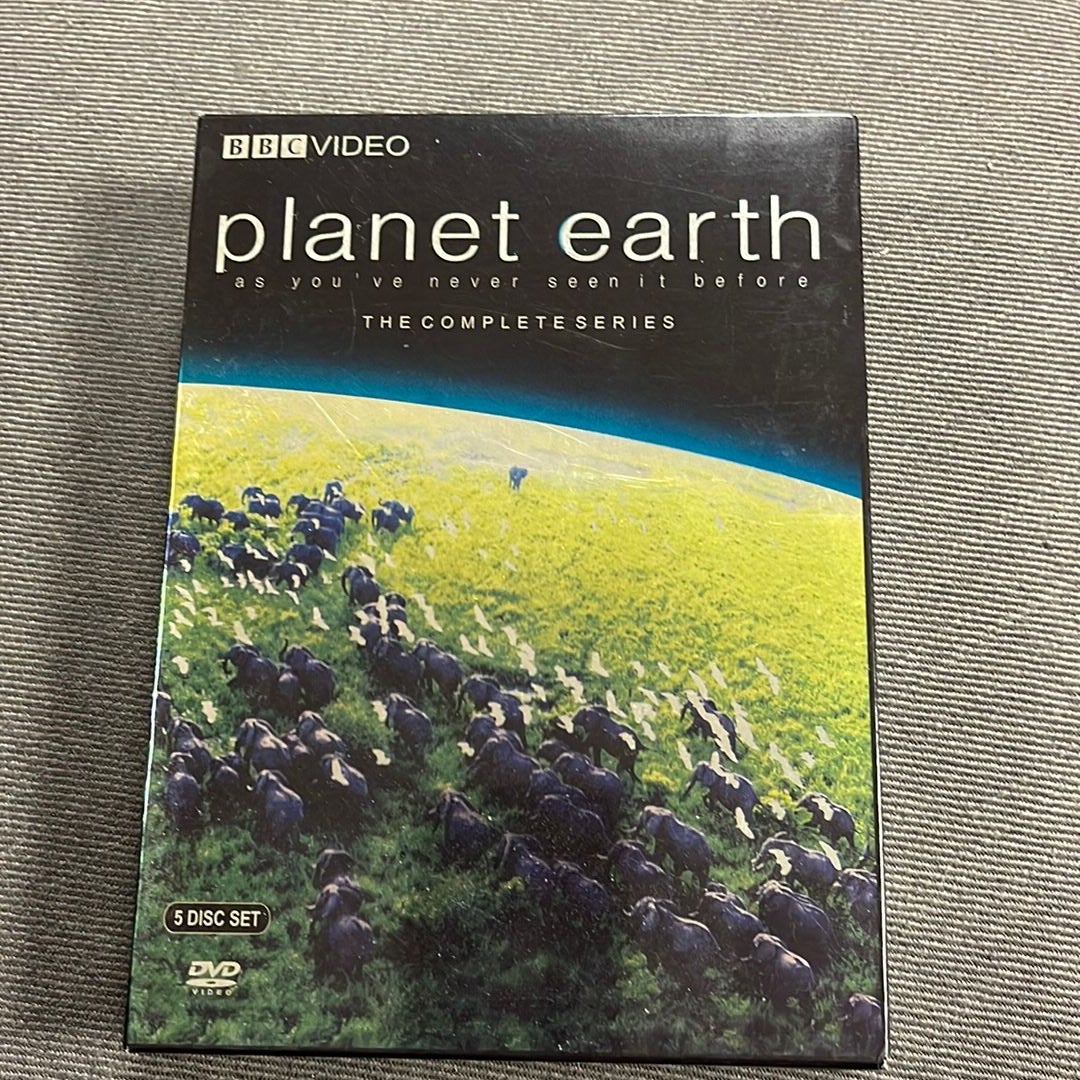 BBC VIDEO
planet earth
as you've never seen it before
THE COMPLETE SERIES
5 DISC SET
DVD
VIDEO